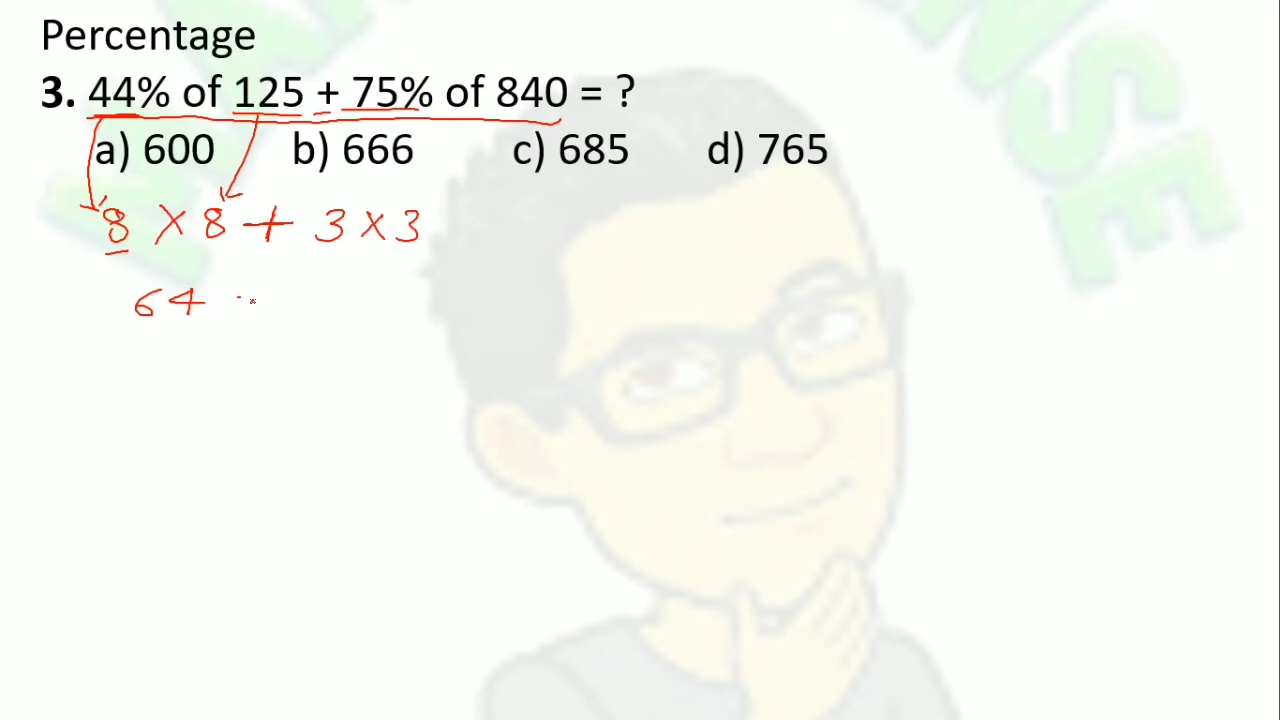 Percentage
3. 44% of 125 + 75% of 840 = ?
a) 600 b) 666 c) 685 d) 765
8 × 8 + 3 × 3
64